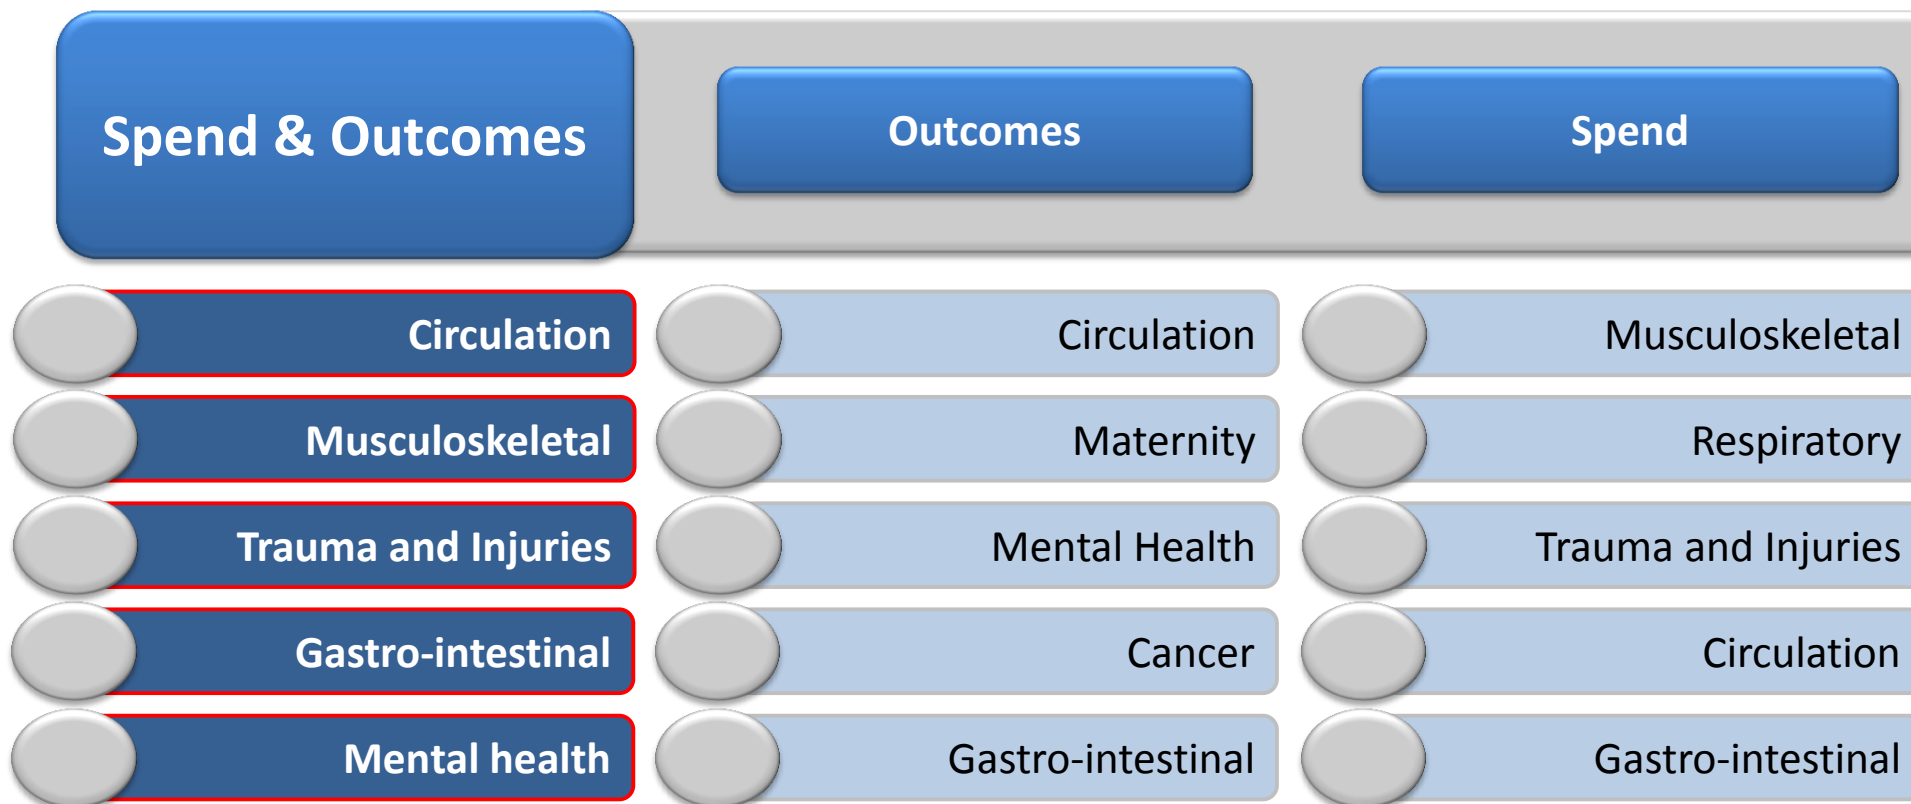 Spend & Outcomes
Outcomes
Spend
Circulation
Circulation
Musculoskeletal
Musculoskeletal
Maternity
Respiratory
Trauma and Injuries
Mental Health
Trauma and Injuries
Gastro-intestinal
Cancer
Circulation
Mental health
Gastro-intestinal
Gastro-intestinal